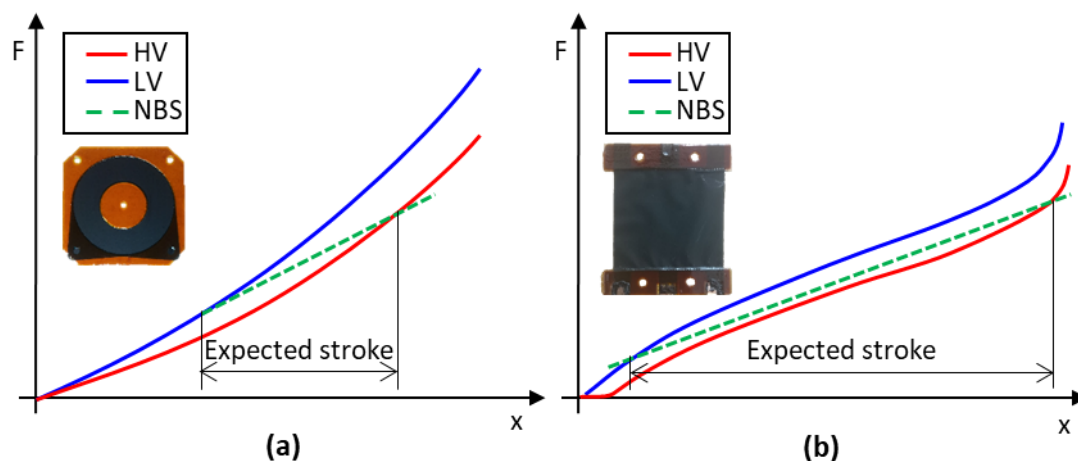 F
HV
LV
NBS
Expected stroke
x
(a)
F
HV
LV
NBS
Expected stroke
x
(b)